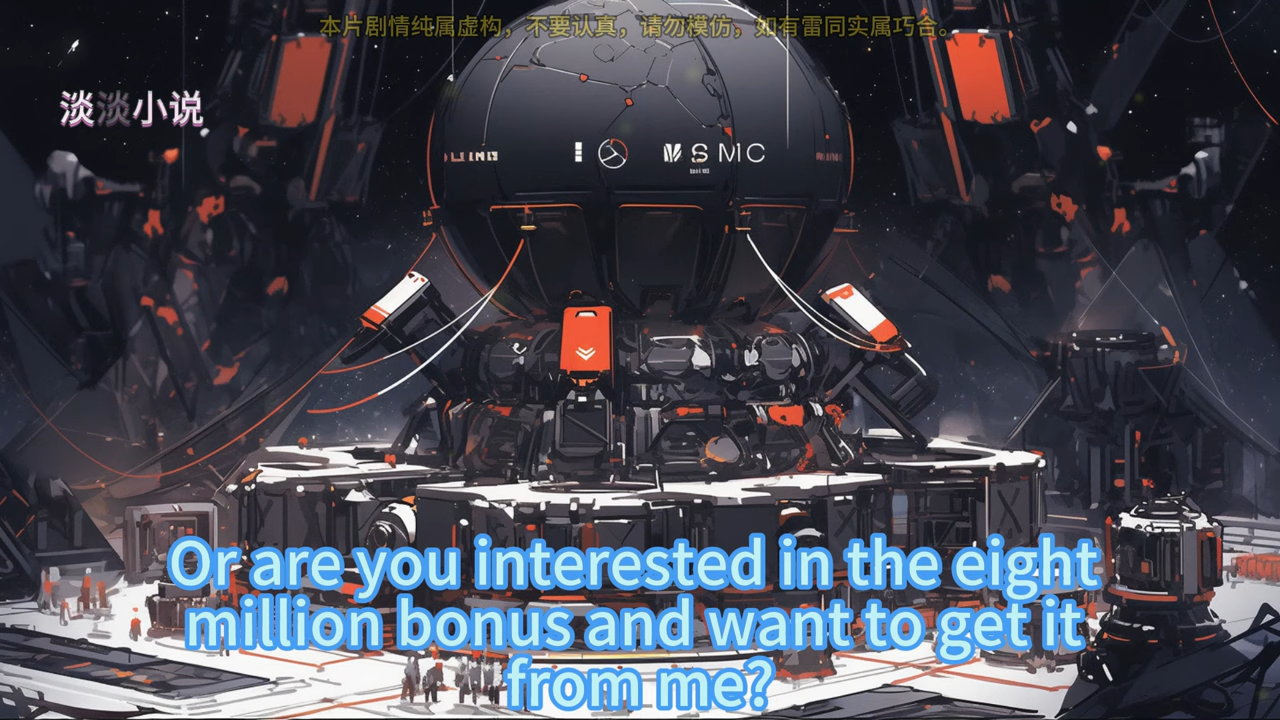 本片剧情纯属虚构，不要认真，请勿模仿，如有雷同实属巧合。
淡淡小说
SMC
Or are you interested in the eight
million bonus and want to get it
from me?